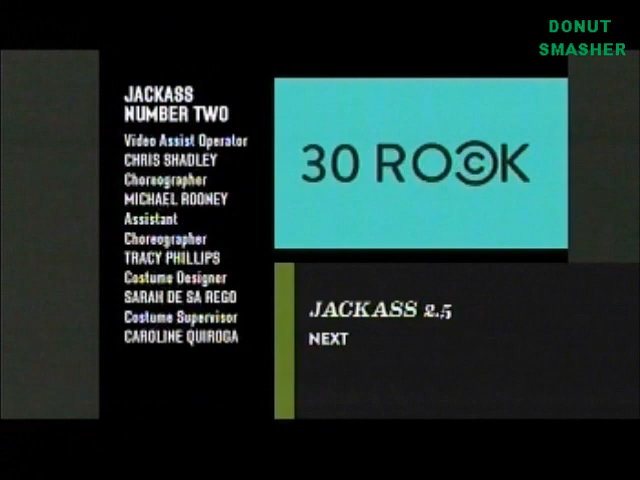 DONUT
SMASHER
JACKASS
NUMBER TWO
Video Assist Operator
CHRIS SHADLEY
Choreographer
MICHAEL ROONEY
Assistant
Choreographer
TRACY PHILLIPS
Costume Designer
SARAH DE SA REGO
Costume Supervisor
CAROLINE QUIROGA
30 ROCK
JACKASS 2.5
NEXT